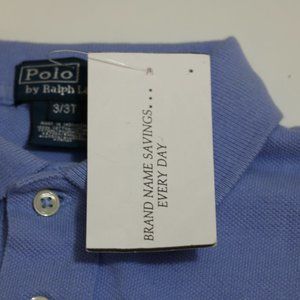 Polo
by Ralph
3/3T
BRAND NAME SAVINGS...
EVERY DAY